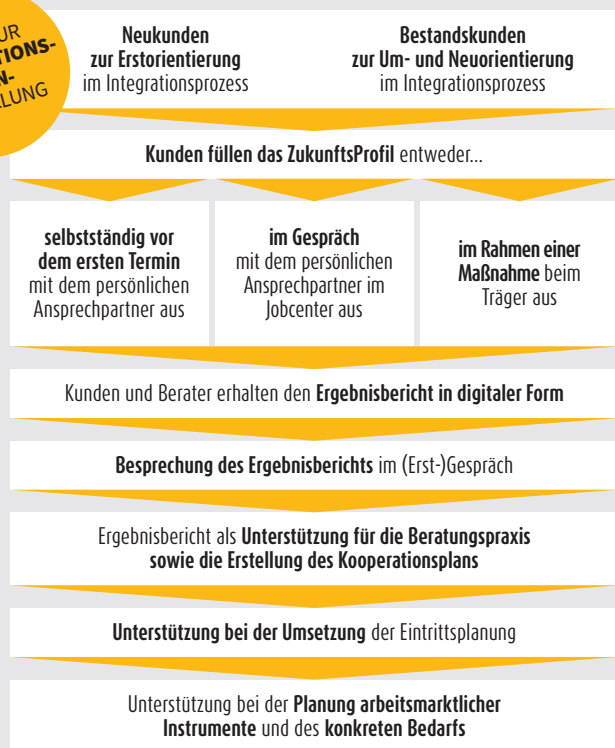 UR
TIONS-
N-
LLUNG
Neukunden
zur Erstorientierung
im Integrationsprozess
Bestandskunden
zur Um- und Neuorientierung
im Integrationsprozess
Kunden füllen das ZukunftsProfil entweder...
selbstständig vor
dem ersten Termin
mit dem persönlichen
Ansprechpartner aus
im Gespräch
mit dem persönlichen
Ansprechpartner im
Jobcenter aus
im Rahmen einer
Maßnahme beim
Träger aus
Kunden und Berater erhalten den Ergebnisbericht in digitaler Form
Besprechung des Ergebnisberichts im (Erst-)Gespräch
Ergebnisbericht als Unterstützung für die Beratungspraxis
sowie die Erstellung des Kooperationsplans
Unterstützung bei der Umsetzung der Eintrittsplanung
Unterstützung bei der Planung arbeitsmarktlicher
Instrumente und des konkreten Bedarfs